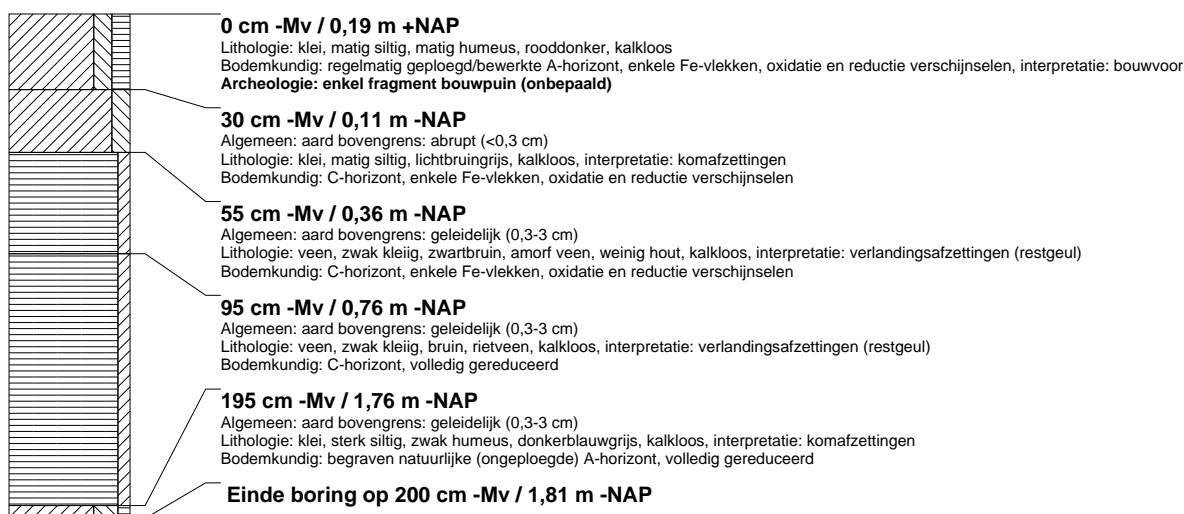 0 cm -Mv / 0,19 m +NAP
Lithologie: klei, matig siltig, matig humeus, rooddonker, kalkloos
Bodemkundig: regelmatig geploegd/bewerkte A-horizont, enkele Fe-vlekken, oxidatie en reductie verschijnselen, interpretatie: bouwvoor
Archeologie: enkel fragment bouwpuin (onbepaald)
30 cm -Mv / 0,11 m -NAP
Algemeen: aard bovengrens: abrupt (<0,3 cm)
Lithologie: klei, matig siltig, lichtbruingrijs, kalkloos, interpretatie: komafzettingen
Bodemkundig: C-horizont, enkele Fe-vlekken, oxidatie en reductie verschijnselen
55 cm -Mv / 0,36 m -NAP
Algemeen: aard bovengrens: geleidelijk (0,3-3 cm)
Lithologie: veen, zwak kleiig, zwartbruin, amorf veen, weinig hout, kalkloos, interpretatie: verlandingsafzettingen (restgeul)
Bodemkundig: C-horizont, enkele Fe-vlekken, oxidatie en reductie verschijnselen
95 cm -Mv / 0,76 m -NAP
Algemeen: aard bovengrens: geleidelijk (0,3-3 cm)
Lithologie: veen, zwak kleiig, bruin, rietveen, kalkloos, interpretatie: verlandingsafzettingen (restgeul)
Bodemkundig: C-horizont, volledig gereduceerd
195 cm -Mv / 1,76 m -NAP
Algemeen: aard bovengrens: geleidelijk (0,3-3 cm)
Lithologie: klei, sterk siltig, zwak humeus, donkerblauwgrijs, kalkloos, interpretatie: komafzettingen
Bodemkundig: begraven natuurlijke (ongeploegde) A-horizont, volledig gereduceerd
Einde boring op 200 cm -Mv / 1,81 m -NAP